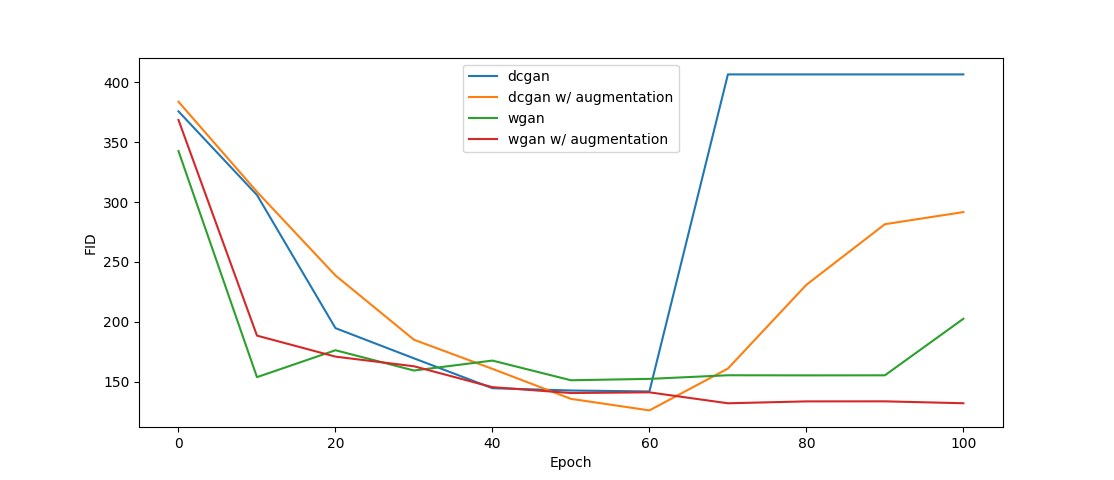 dcgan
dcgan w/ augmentation
wgan
wgan w/ augmentation
400
350
300
250
200
150
FID
0 20 40 60 80 100
Epoch